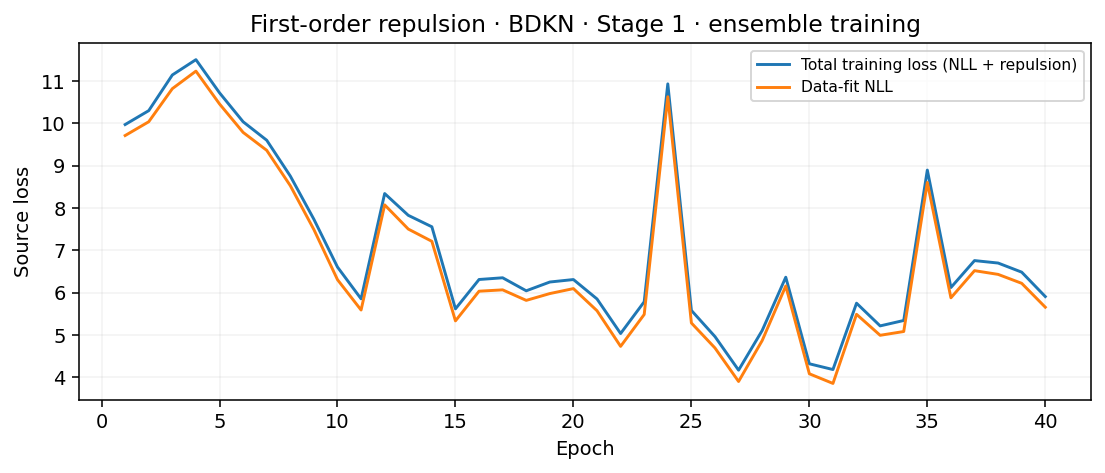 First-order repulsion · BDKN · Stage 1 · ensemble training
Total training loss (NLL + repulsion)
Data-fit NLL
Source loss
11
10
9
8
7
6
5
4
0 5 10 15 20 25 30 35 40
Epoch